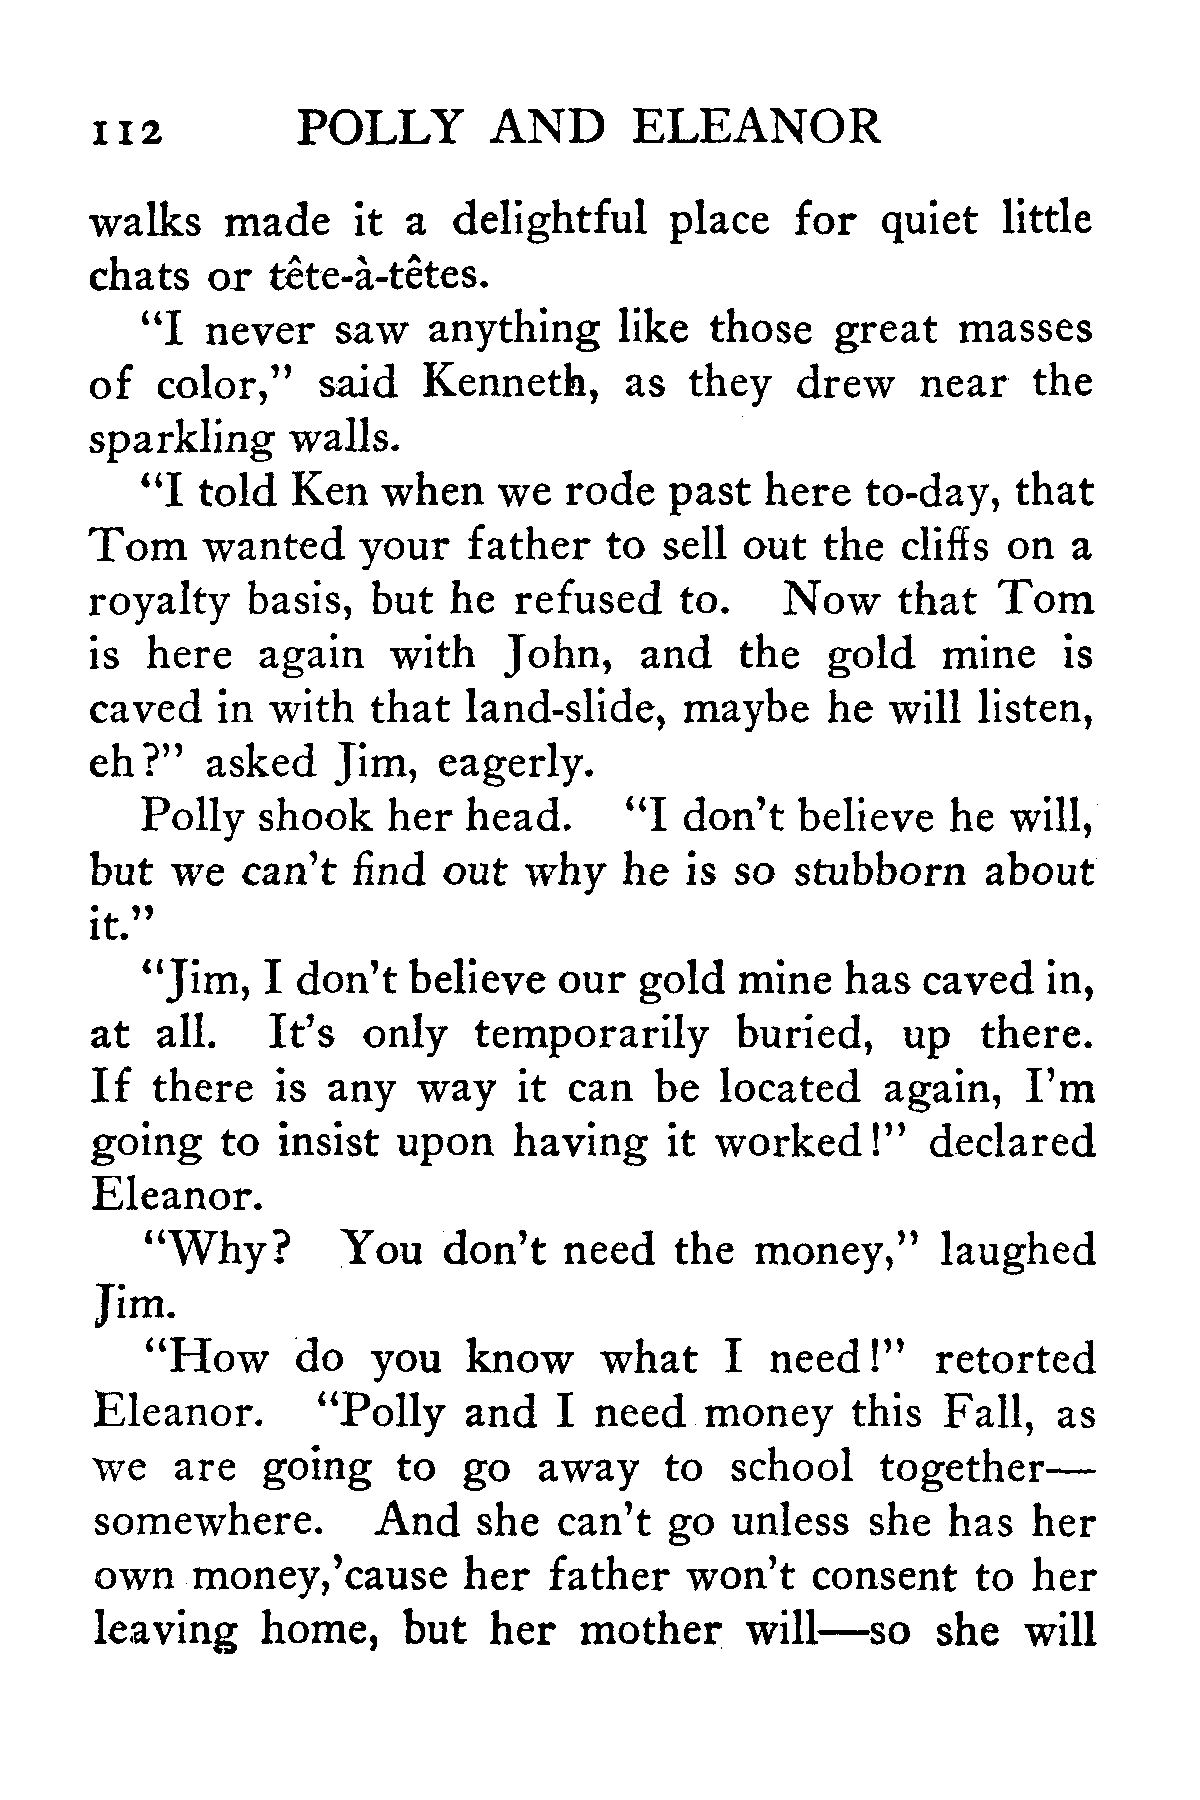 112 POLLY AND ELEANOR
walks made it a delightful place for quiet little
chats or tête-à-têtes.
“I never saw anything like those great masses
of color,” said Kenneth, as they drew near the
sparkling walls.
“I told Ken when we rode past here to-day, that
Tom wanted your father to sell out the cliffs on a
royalty basis, but he refused to. Now that Tom
is here again with John, and the gold mine is
caved in with that land-slide, maybe he will listen,
eh?” asked Jim, eagerly.
Polly shook her head. “I don’t believe he will,
but we can’t find out why he is so stubborn about
it.”
“Jim, I don’t believe our gold mine has caved in,
at all. It’s only temporarily buried, up there.
If there is any way it can be located again, I’m
going to insist upon having it worked!” declared
Eleanor.
“Why? You don’t need the money,” laughed
Jim.
“How do you know what I need!” retorted
Eleanor. “Polly and I need money this Fall, as
we are going to go away to school together—
somewhere. And she can’t go unless she has her
own money,’cause her father won’t consent to her
leaving home, but her mother will—so she will